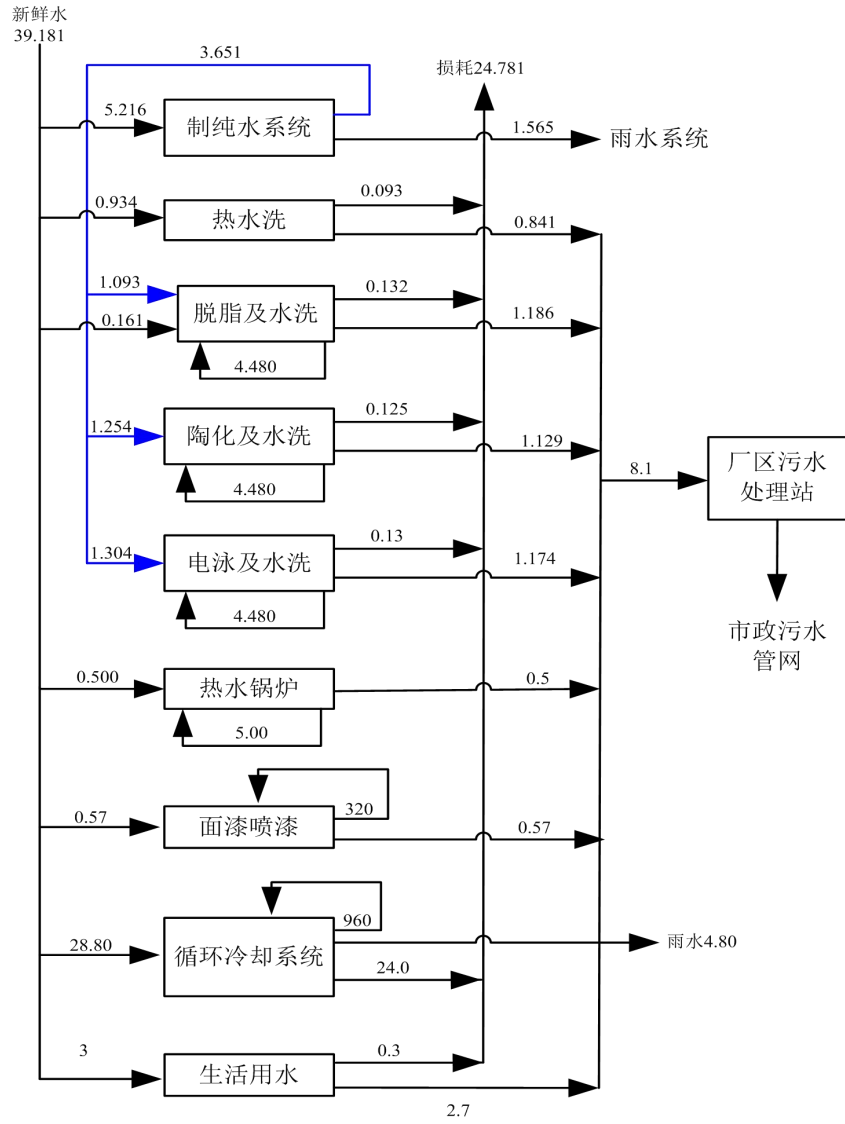 新鲜水
39.181
3.651
损耗24.781
5.216
制纯水系统
1.565
雨水系统
0.934
热水洗
0.093
0.841
1.093
0.161
脱脂及水洗
0.132
1.186
4.480
1.254
陶化及水洗
0.125
1.129
4.480
8.1
厂区污水
处理站
1.304
电泳及水洗
0.13
1.174
4.480
市政污水
管网
0.500
热水锅炉
0.5
5.00
0.57
面漆喷漆
320
0.57
28.80
循环冷却系统
960
雨水4.80
24.0
3
生活用水
0.3
2.7